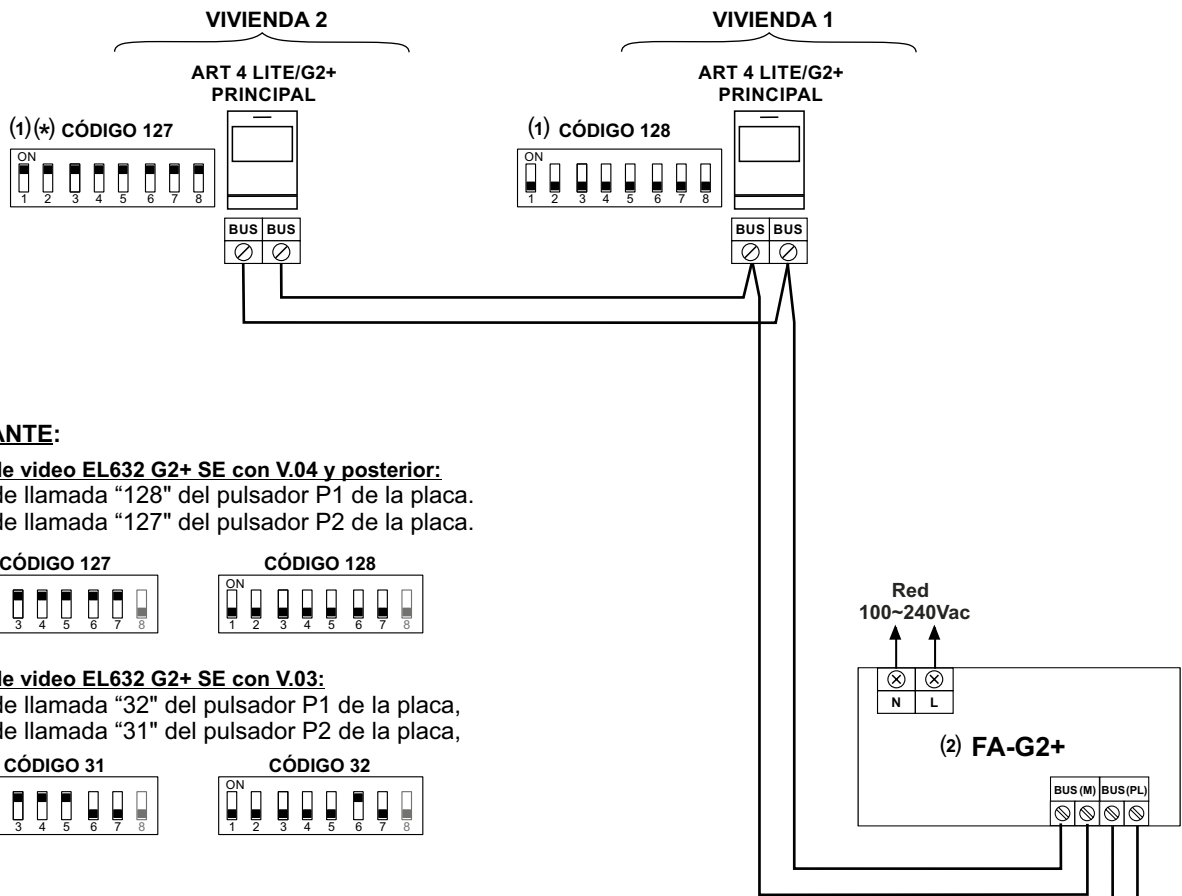 VIVIENDA 2
VIVIENDA 1
ART 4 LITE/G2+
PRINCIPAL
ART 4 LITE/G2+
PRINCIPAL
(1)(*) CÓDIGO 127
ON
1 2 3 4 5 6 7 8
(1) CÓDIGO 128
ON
1 2 3 4 5 6 7 8
BUS BUS
BUS BUS
ANTE:
de video EL632 G2+ SE con V.04 y posterior:
de llamada “128" del pulsador P1 de la placa.
de llamada “127" del pulsador P2 de la placa.
CÓDIGO 127
3 4 5 6 7 8
CÓDIGO 128
ON
1 2 3 4 5 6 7 8
de video EL632 G2+ SE con V.03:
de llamada “32" del pulsador P1 de la placa,
de llamada “31" del pulsador P2 de la placa,
CÓDIGO 31
3 4 5 6 7 8
CÓDIGO 32
ON
1 2 3 4 5 6 7 8
Red
100~240Vac
N L
(2) FA-G2+
BUS (M) BUS (PL)